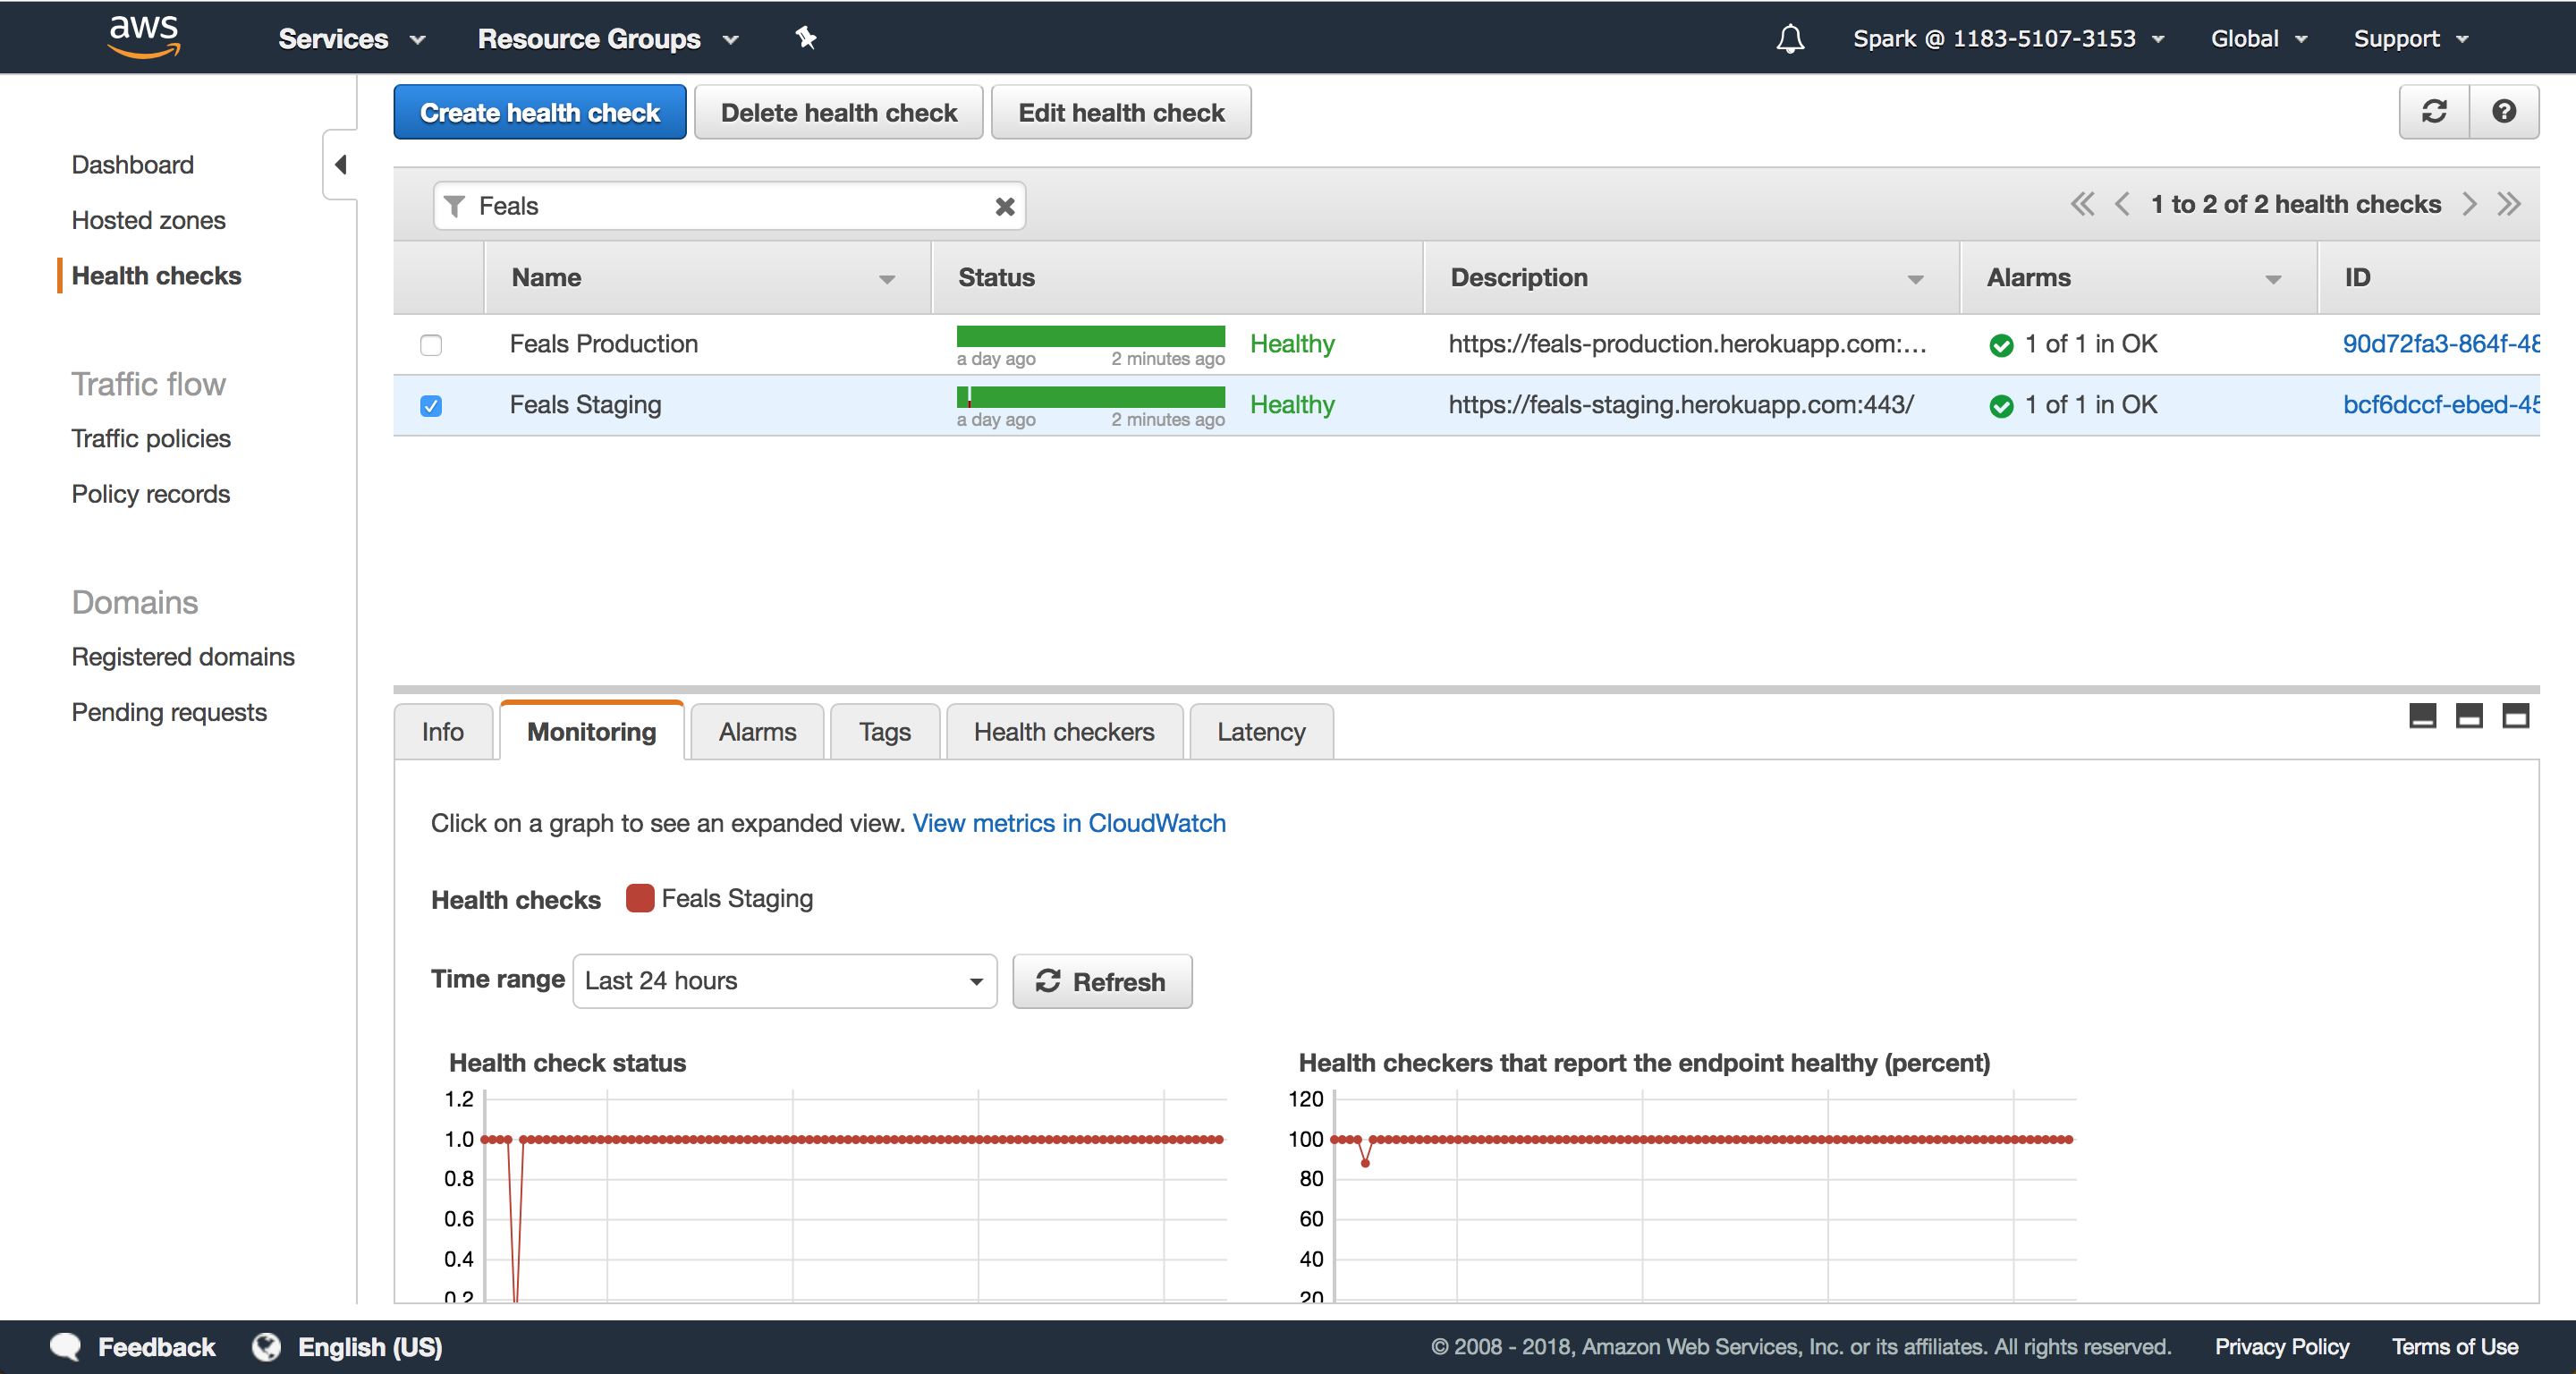 aws Services Resource Groups Spark @ 1183-5107-3153 Global Support
Create health check Delete health check Edit health check
Dashboard
Hosted zones
Health checks
Traffic flow
Traffic policies
Policy records
Domains
Registered domains
Pending requests
Feals 1 to 2 of 2 health checks
Name Status Description Alarms ID
Feals Production Healthy https://feals-production.herokuapp.com:... 1 of 1 in OK 90d72fa3-864f-48
a day ago 2 minutes ago
Feals Staging Healthy https://feals-staging.herokuapp.com:443/ 1 of 1 in OK bcf6dccf-ebed-45
a day ago 2 minutes ago
Info Monitoring Alarms Tags Health checkers Latency
Click on a graph to see an expanded view. View metrics in CloudWatch
Health checks Feals Staging
Time range Last 24 hours Refresh
Health check status
1.2
1.0
0.8
0.6
0.4
0.2
Health checkers that report the endpoint healthy (percent)
120
100
80
60
40
20
Feedback English (US) © 2008 - 2018, Amazon Web Services, Inc. or its affiliates. All rights reserved. Privacy Policy Terms of Use